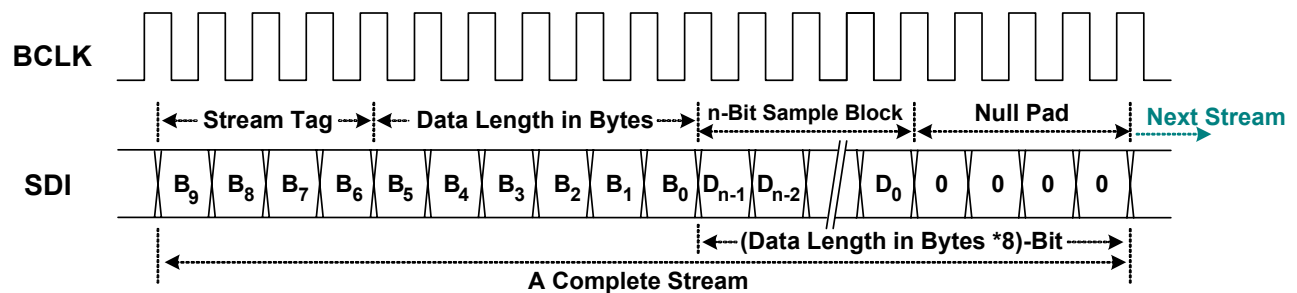 BCLK
Stream Tag Data Length in Bytes n-Bit Sample Block Null Pad Next Stream
SDI B9 B8 B7 B6 B5 B4 B3 B2 B1 B0 Dn-1 Dn-2 D0 0 0 0 0
(Data Length in Bytes *8)-Bit
A Complete Stream